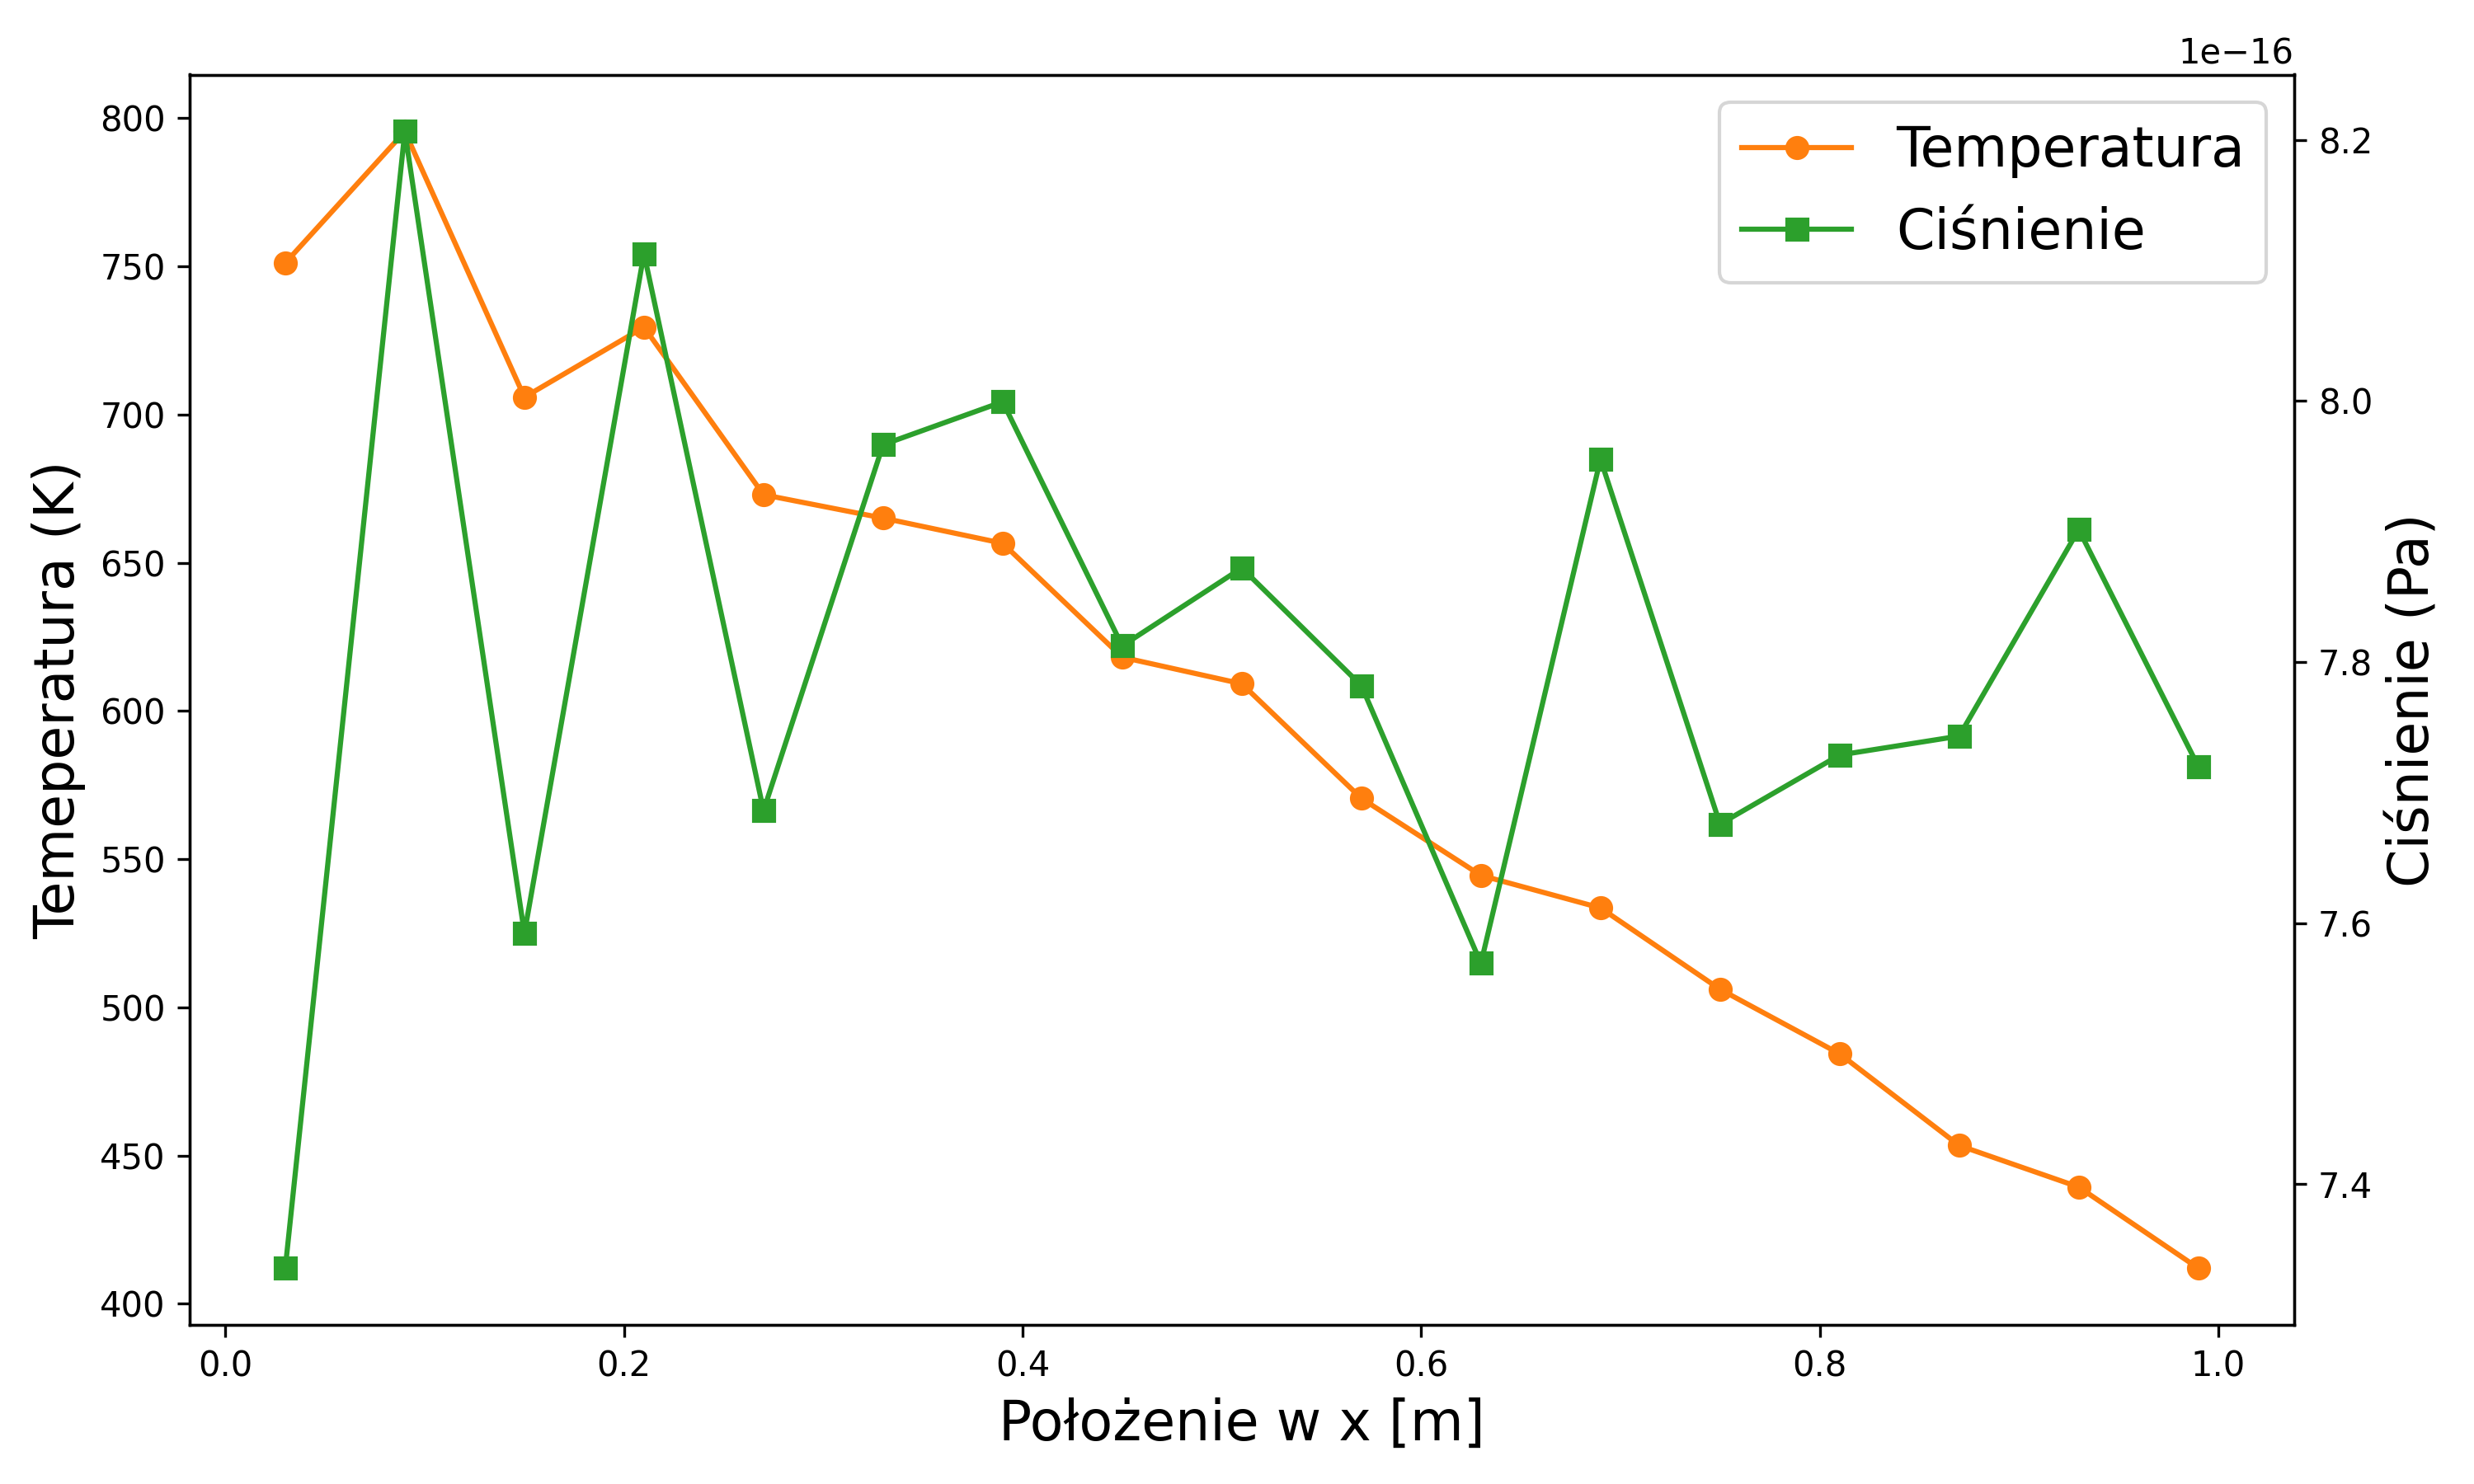 1e−16
Temperatura
Ciśnienie
800
750
700
650
600
550
500
450
400
Temeperatura (K)
8.2
8.0
7.8
7.6
7.4
Ciśnienie (Pa)
0.0 0.2 0.4 0.6 0.8 1.0
Położenie w x [m]